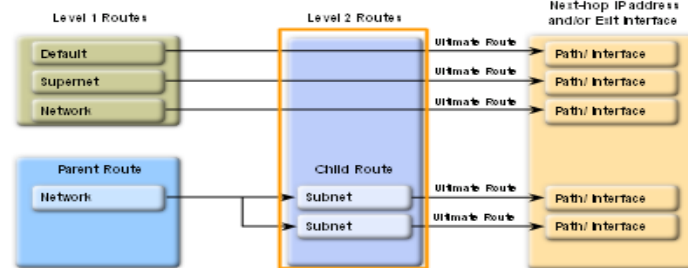 Level 1 Routes
Level 2 Routes
Next-hop IP address
and/or Exit Interface
Default
Ultimate Route
Path/ Interface
Supernet
Ultimate Route
Path/ Interface
Network
Ultimate Route
Path/ Interface
Parent Route
Child Route
Network
Subnet
Ultimate Route
Path/ Interface
Subnet
Ultimate Route
Path/ Interface